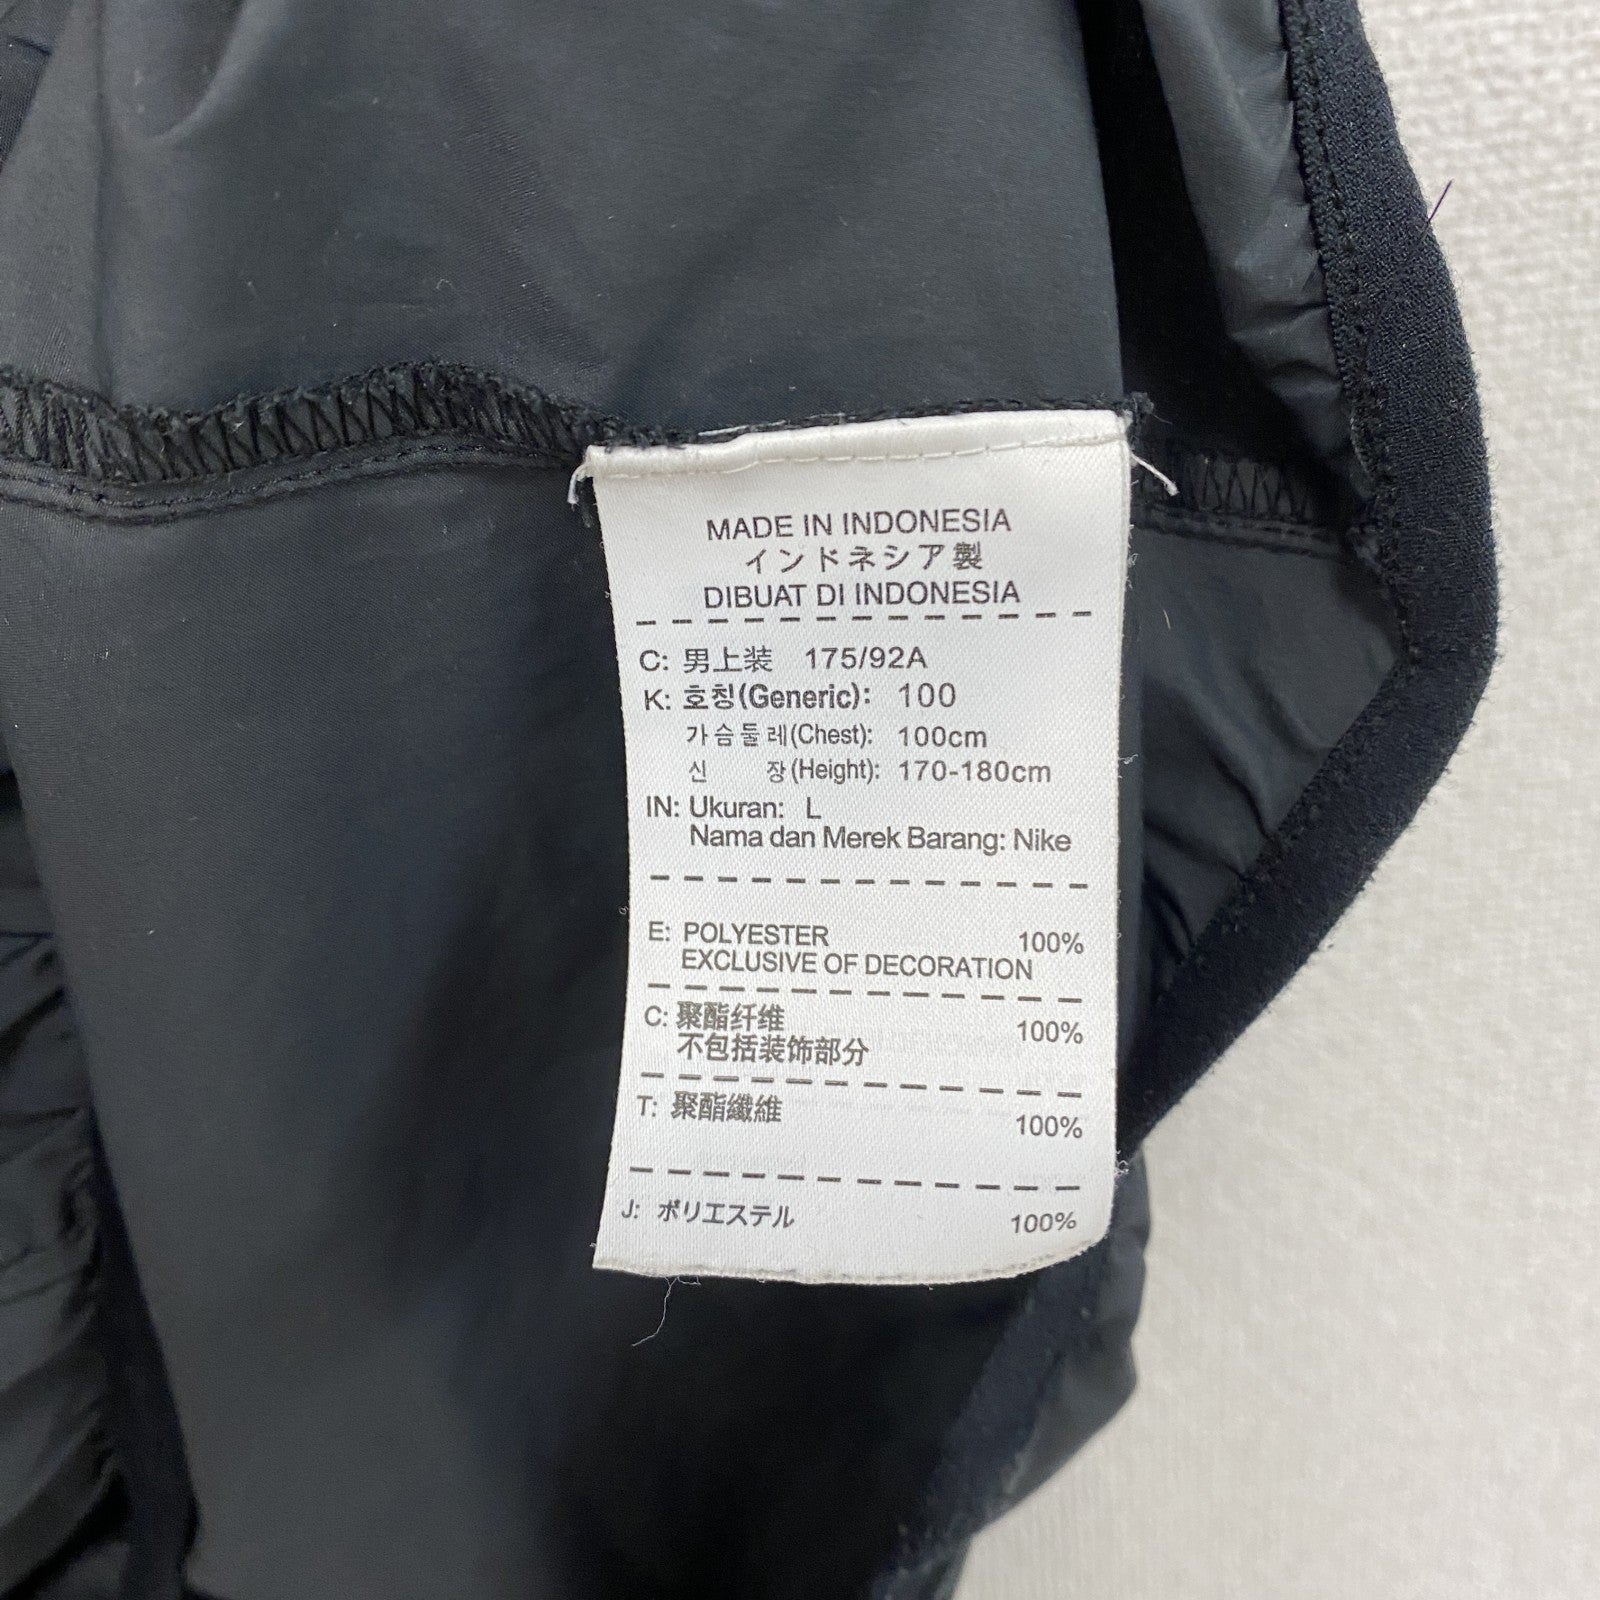 MADE IN INDONESIA
インドネシア製
DIBUAT DI INDONESIA
C: 男上装 175/92A
K: 호칭(Generic): 100
가슴둘레(Chest): 100cm
신 장(Height): 170-180cm
IN: Ukuran: L
Nama dan Merek Barang: Nike
E: POLYESTER 100%
EXCLUSIVE OF DECORATION
C: 聚酯纤维 100%
不包括装饰部分
T: 聚酯纖維 100%
J: ポリエステル 100%